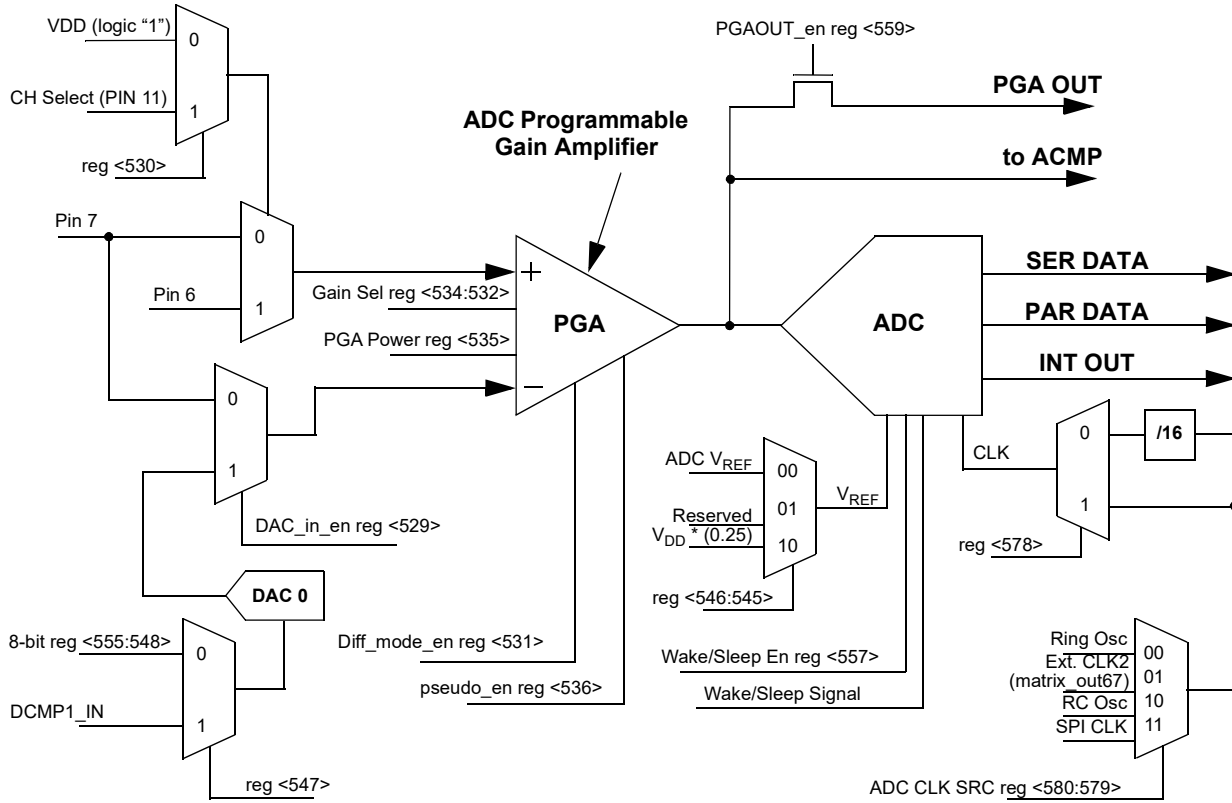 VDD (logic “1”)
0
CH Select (PIN 11)
1
reg <530>
PGAOUT_en reg <559>
PGA OUT
ADC Programmable
Gain Amplifier
to ACMP
Pin 7
0
Pin 6
1
+
Gain Sel reg <534:532>
PGA
PGA Power reg <535>
−
ADC
SER DATA
PAR DATA
INT OUT
0
1
DAC_in_en reg <529>
DAC 0
8-bit reg <555:548>
0
DCMP1_IN
1
reg <547>
Diff_mode_en reg <531>
pseudo_en reg <536>
ADC VREF
00
01
Reserved
VDD * (0.25)
10
VREF
reg <546:545>
Wake/Sleep En reg <557>
Wake/Sleep Signal
CLK
0
/16
1
reg <578>
Ring Osc
00
Ext. CLK2
01
(matrix_out67)
10
RC Osc
11
SPI CLK
ADC CLK SRC reg <580:579>